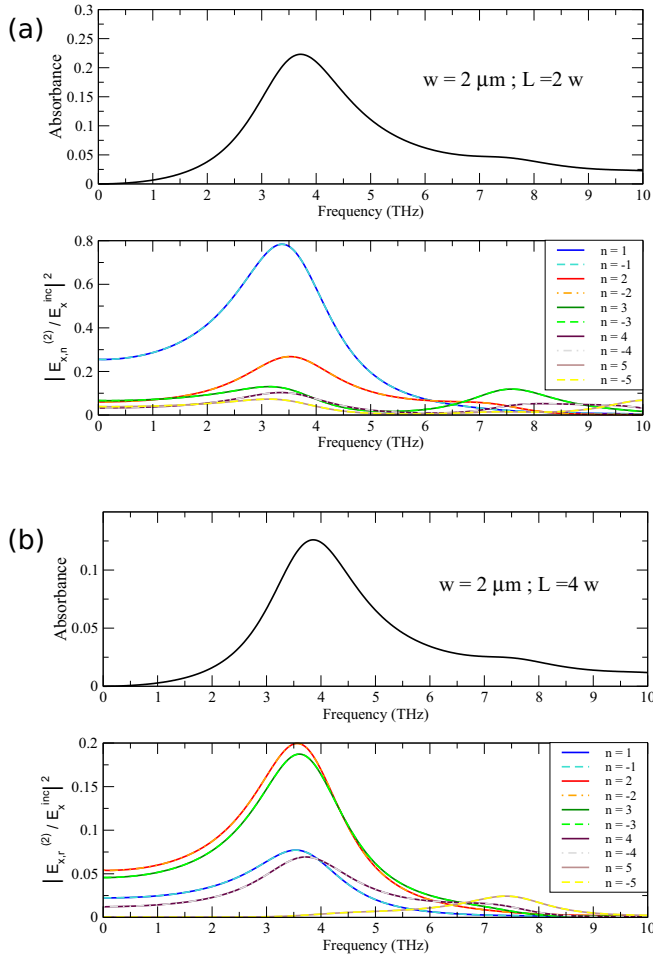 (a)
0.3
0.25
0.2
0.15
0.1
0.05
0
Absorbance
w = 2 μm ; L =2 w
0 1 2 3 4 5 6 7 8 9 10
Frequency (THz)
0.8
0.6
0.4
0.2
0
| E x,n (2) / E x inc | 2
n = 1
n = -1
n = 2
n = -2
n = 3
n = -3
n = 4
n = -4
n = 5
n = -5
0 1 2 3 4 5 6 7 8 9 10
Frequency (THz)
(b)
0.1
0.05
0
Absorbance
w = 2 μm ; L =4 w
0 1 2 3 4 5 6 7 8 9 10
Frequency (THz)
0.2
0.15
0.1
0.05
0
| E x,r (2) / E x inc | 2
n = 1
n = -1
n = 2
n = -2
n = 3
n = -3
n = 4
n = -4
n = 5
n = -5
0 1 2 3 4 5 6 7 8 9 10
Frequency (THz)